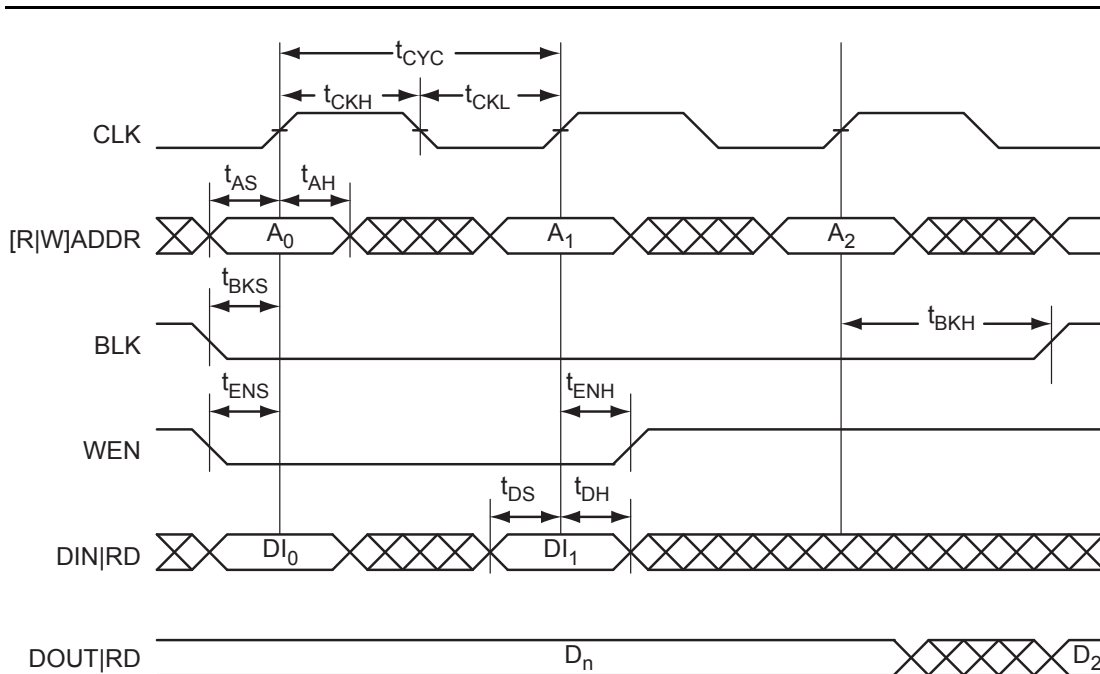 tCYC
tCKH tCKL
CLK
tAS tAH
[R|W]ADDR A0 A1 A2
tBKS
tBKH
BLK
tENS tENH
WEN
tDS tDH
DIN|RD DI0 DI1
DOUT|RD Dn D2